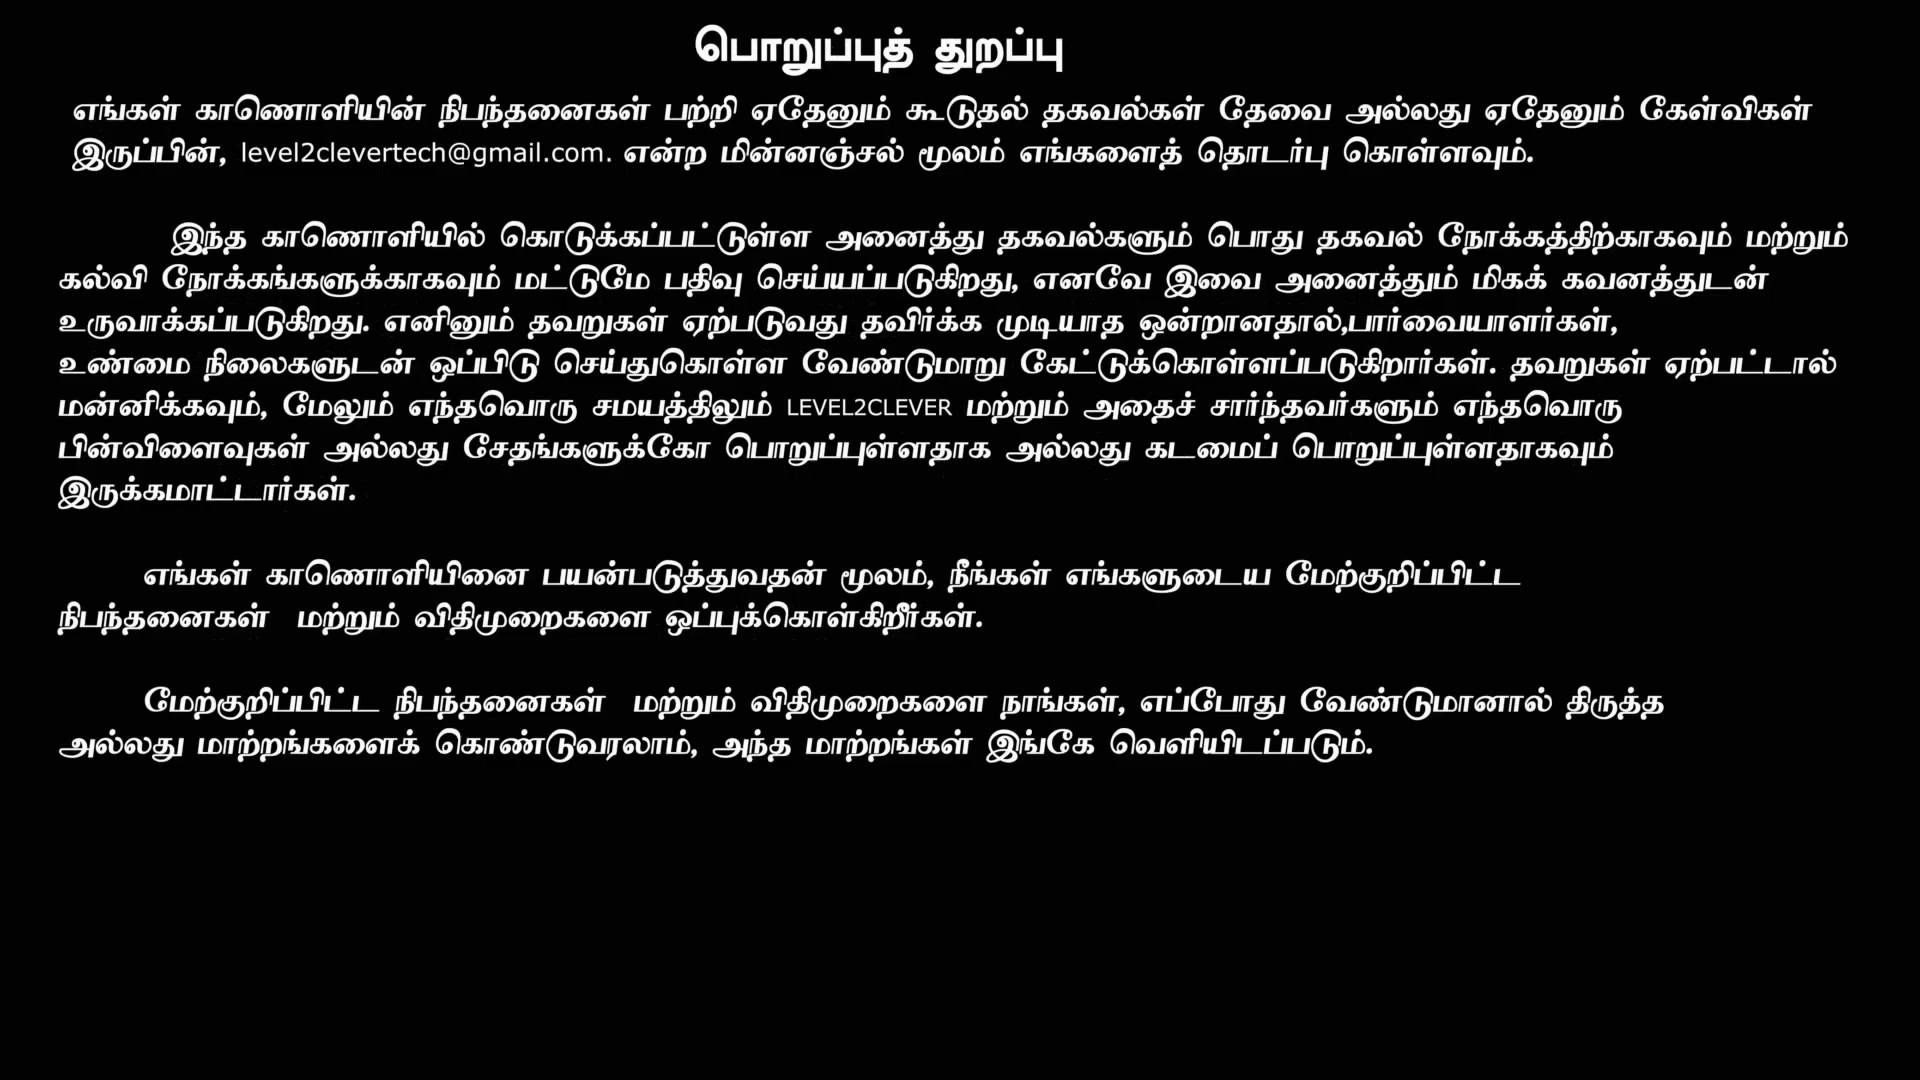 பொறுப்புத் துறப்பு
எங்கள் காணொளியின் நிபந்தனைகள் பற்றி ஏதேனும் கூடுதல் தகவல்கள் தேவை அல்லது ஏதேனும் கேள்விகள்
இருப்பின், level2clevertech@gmail.com. என்ற மின்னஞ்சல் மூலம் எங்களைத் தொடர்பு கொள்ளவும்.
இந்த காணொளியில் கொடுக்கப்பட்டுள்ள அனைத்து தகவல்களும் பொது தகவல் நோக்கத்திற்காகவும் மற்றும்
கல்வி நோக்கங்களுக்காகவும் மட்டுமே பதிவு செய்யப்படுகிறது, எனவே இவை அனைத்தும் மிகக் கவனத்துடன்
உருவாக்கப்படுகிறது. எனினும் தவறுகள் ஏற்படுவது தவிர்க்க முடியாத ஒன்றானதால்,பார்வையாளர்கள்,
உண்மை நிலைகளுடன் ஒப்பிடு செய்துகொள்ள வேண்டுமாறு கேட்டுக்கொள்ளப்படுகிறார்கள். தவறுகள் ஏற்பட்டால்
மன்னிக்கவும், மேலும் எந்தவொரு சமயத்திலும் LEVEL2CLEVER மற்றும் அதைச் சார்ந்தவர்களும் எந்தவொரு
பின்விளைவுகள் அல்லது சேதங்களுக்கோ பொறுப்புள்ளதாக அல்லது கடமைப் பொறுப்புள்ளதாகவும்
இருக்கமாட்டார்கள்.
எங்கள் காணொளியினை பயன்படுத்துவதன் மூலம், நீங்கள் எங்களுடைய மேற்குறிப்பிட்ட
நிபந்தனைகள் மற்றும் விதிமுறைகளை ஒப்புக்கொள்கிறீர்கள்.
மேற்குறிப்பிட்ட நிபந்தனைகள் மற்றும் விதிமுறைகளை நாங்கள், எப்போது வேண்டுமானால் திருத்த
அல்லது மாற்றங்களைக் கொண்டுவரலாம், அந்த மாற்றங்கள் இங்கே வெளியிடப்படும்.